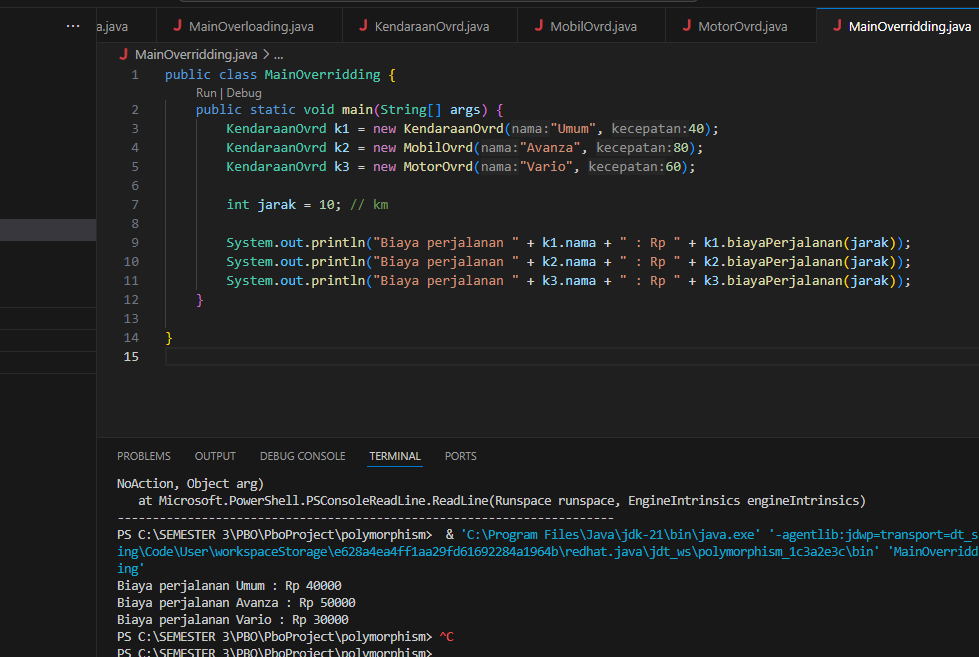 ... a.java MainOverloading.java KendaraanOvrd.java MobilOvrd.java MotorOvrd.java MainOverridding.java
MainOverridding.java > ...
1 public class MainOverridding {
Run | Debug
2 public static void main(String[] args) {
3 KendaraanOvrd k1 = new KendaraanOvrd(nama:"Umum", kecepatan:40);
4 KendaraanOvrd k2 = new MobilOvrd(nama:"Avanza", kecepatan:80);
5 KendaraanOvrd k3 = new MotorOvrd(nama:"Vario", kecepatan:60);
6
7 int jarak = 10; // km
8
9 System.out.println("Biaya perjalanan " + k1.nama + " : Rp " + k1.biayaPerjalanan(jarak));
10 System.out.println("Biaya perjalanan " + k2.nama + " : Rp " + k2.biayaPerjalanan(jarak));
11 System.out.println("Biaya perjalanan " + k3.nama + " : Rp " + k3.biayaPerjalanan(jarak));
12 }
13
14 }
15
PROBLEMS OUTPUT DEBUG CONSOLE TERMINAL PORTS
NoAction, Object arg)
at Microsoft.PowerShell.PSConsoleReadLine.ReadLine(Runspace runspace, EngineIntrinsics engineIntrinsics)
-----------------------------------------------------------------------
PS C:\SEMESTER 3\PBO\PboProject\polymorphism> & 'C:\Program Files\Java\jdk-21\bin\java.exe' '-agentlib:jdwp=transport=dt_s
ing\Code\User\workspaceStorage\e628a4ea4ff1aa29fd61692284a1964b\redhat.java\jdt_ws\polymorphism_1c3a2e3c\bin' 'MainOverridd
ing'
Biaya perjalanan Umum : Rp 40000
Biaya perjalanan Avanza : Rp 50000
Biaya perjalanan Vario : Rp 30000
PS C:\SEMESTER 3\PBO\PboProject\polymorphism> ^C
PS C:\SEMESTER 3\PBO\PboProject\polymorphism>